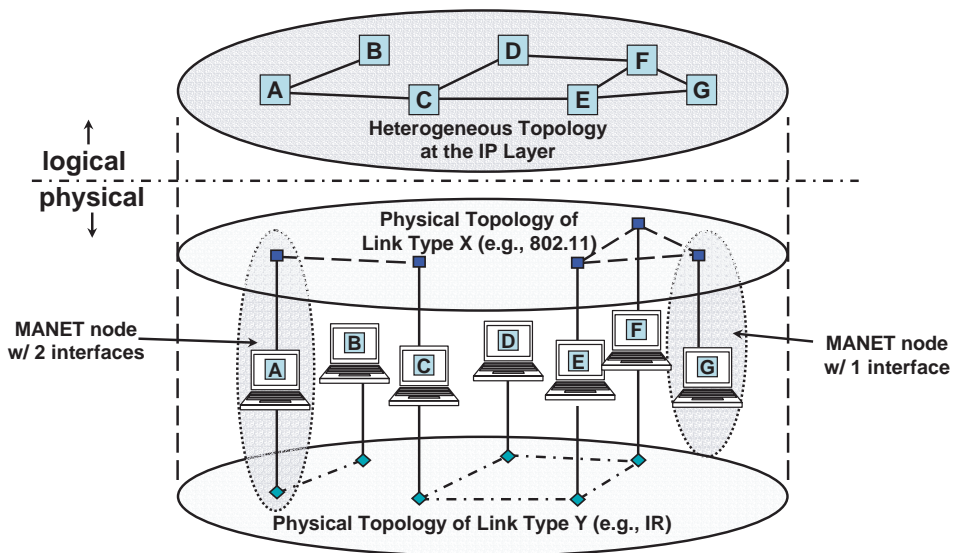 B
D
F
A
C
E
G
Heterogeneous Topology
at the IP Layer
logical
physical
Physical Topology of
Link Type X (e.g., 802.11)
MANET node
w/ 2 interfaces
A
B
C
D
E
F
G
MANET node
w/ 1 interface
Physical Topology of Link Type Y (e.g., IR)